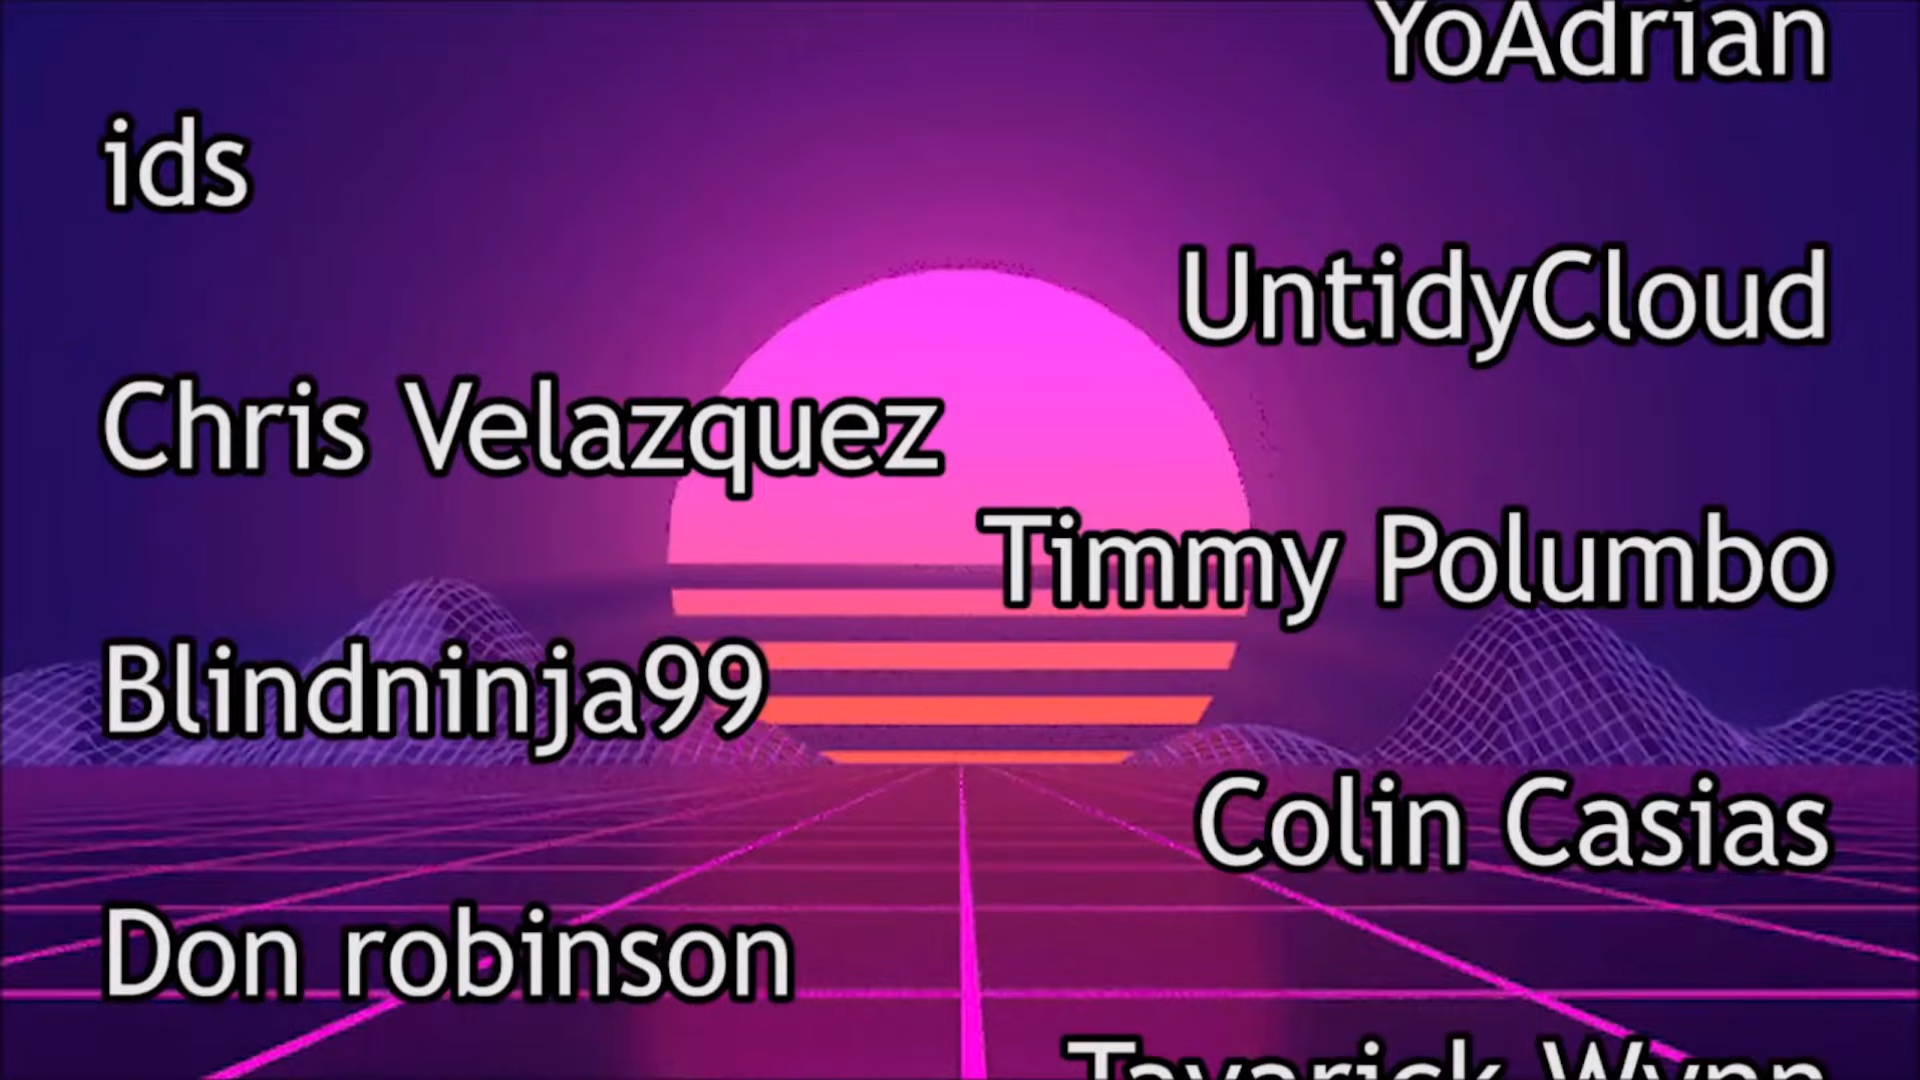 YoAdrian
ids
UntidyCloud
Chris Velazquez
Timmy Polumbo
Blindninja99
Colin Casias
Don robinson